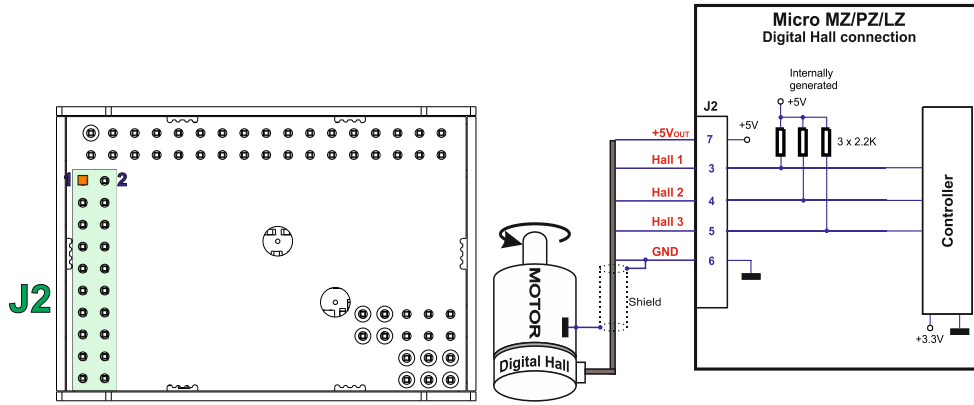 1
2
J2
Micro MZ/PZ/LZ
Digital Hall connection
Internally
generated
+5V
J2
+5VOUT
7
+5V
3 x 2.2K
Hall 1
3
Hall 2
4
Hall 3
5
GND
6
Controller
Shield
MOTOR
Digital Hall
+3.3V